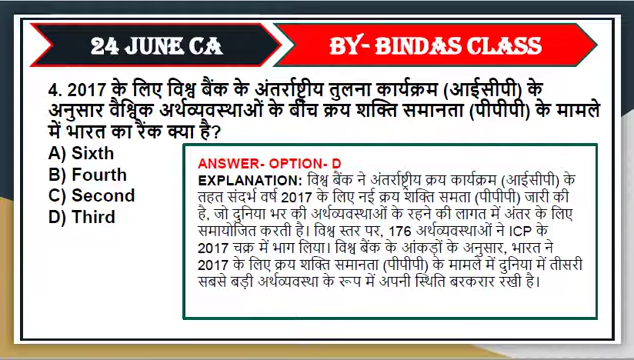 24 JUNE CA
BY- BINDAS CLASS
4. 2017 के लिए विश्व बैंक के अंतर्राष्ट्रीय तुलना कार्यक्रम (आईसीपी) के
अनुसार वैश्विक अर्थव्यवस्थाओं के बीच क्रय शक्ति समानता (पीपीपी) के मामले
में भारत का रैंक क्या है?
A) Sixth
B) Fourth
C) Second
D) Third
ANSWER- OPTION- D
EXPLANATION: विश्व बैंक ने अंतर्राष्ट्रीय क्रय कार्यक्रम (आईसीपी) के
तहत संदर्भ वर्ष 2017 के लिए नई क्रय शक्ति समता (पीपीपी) जारी की
है, जो दुनिया भर की अर्थव्यवस्थाओं के रहने की लागत में अंतर के लिए
समायोजित करती है। विश्व स्तर पर, 176 अर्थव्यवस्थाओं ने ICP के
2017 चक्र में भाग लिया। विश्व बैंक के आंकड़ों के अनुसार, भारत ने
2017 के लिए क्रय शक्ति समानता (पीपीपी) के मामले में दुनिया में तीसरी
सबसे बड़ी अर्थव्यवस्था के रूप में अपनी स्थिति बरकरार रखी है।